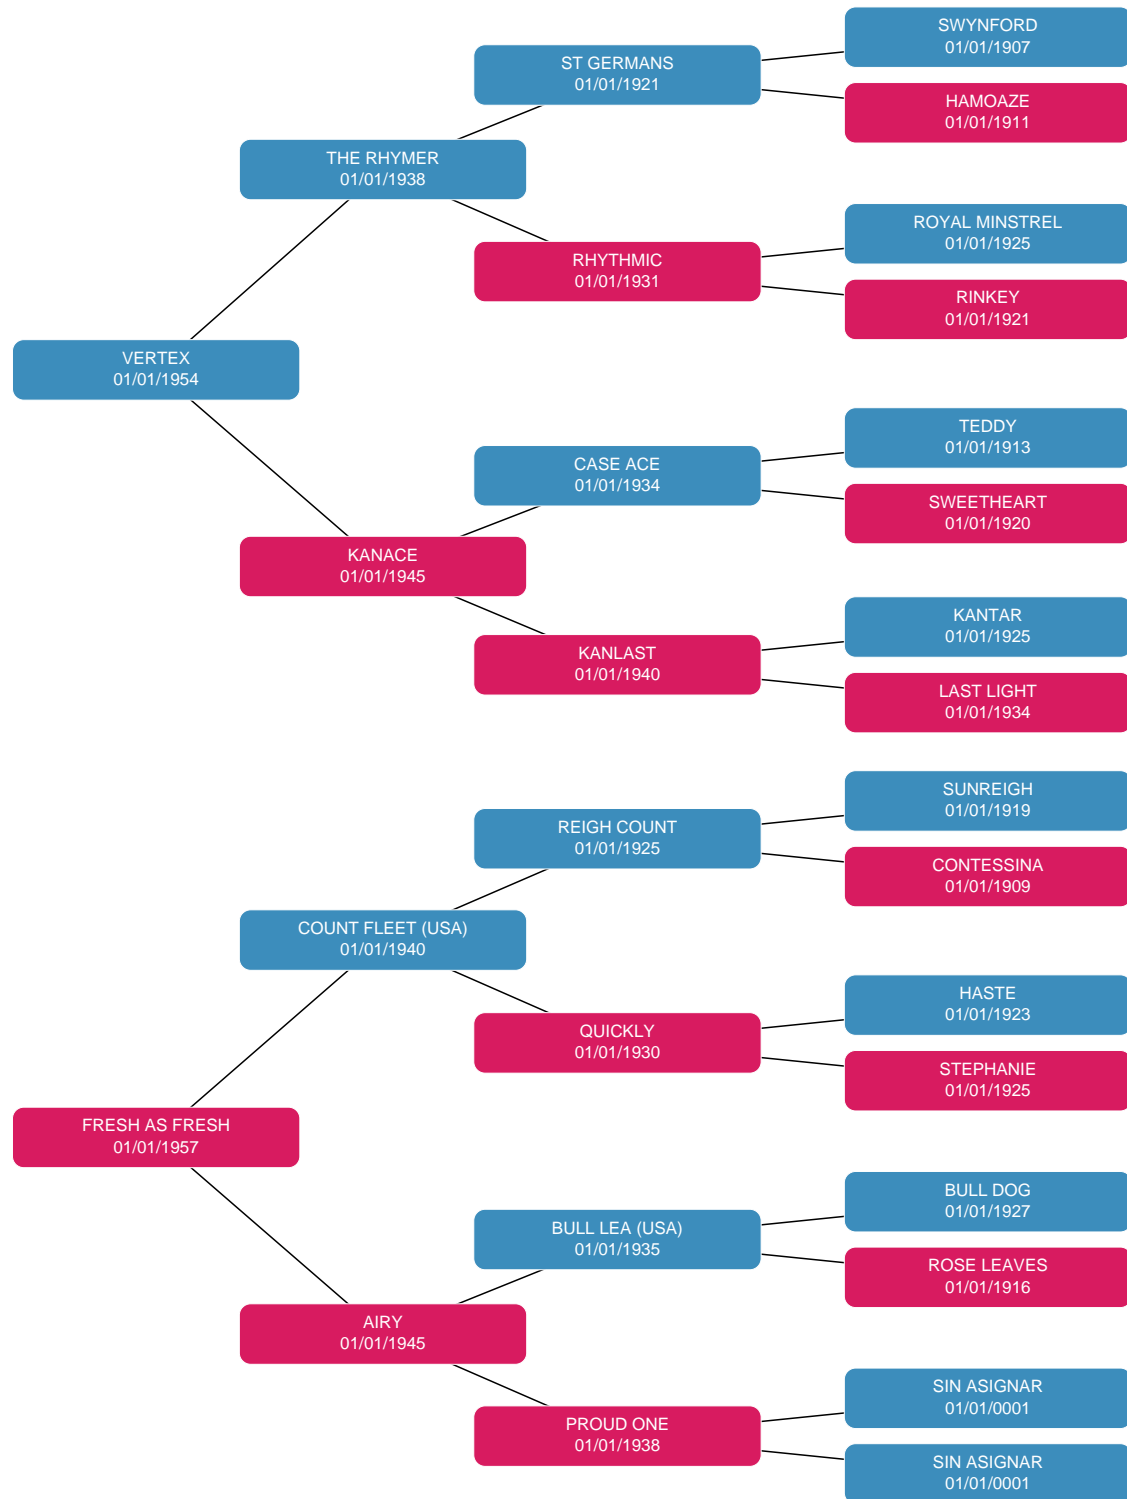 SWYNFORD
01/01/1907
ST GERMANS
01/01/1921
HAMOAZE
01/01/1911
THE RHYMER
01/01/1938
ROYAL MINSTREL
01/01/1925
RHYTHMIC
01/01/1931
RINKEY
01/01/1921
VERTEX
01/01/1954
TEDDY
01/01/1913
CASE ACE
01/01/1934
SWEETHEART
01/01/1920
KANACE
01/01/1945
KANTAR
01/01/1925
KANLAST
01/01/1940
LAST LIGHT
01/01/1934
SUNREIGH
01/01/1919
REIGH COUNT
01/01/1925
CONTESSINA
01/01/1909
COUNT FLEET (USA)
01/01/1940
HASTE
01/01/1923
QUICKLY
01/01/1930
STEPHANIE
01/01/1925
FRESH AS FRESH
01/01/1957
BULL DOG
01/01/1927
BULL LEA (USA)
01/01/1935
ROSE LEAVES
01/01/1916
AIRY
01/01/1945
SIN ASIGNAR
01/01/0001
PROUD ONE
01/01/1938
SIN ASIGNAR
01/01/0001